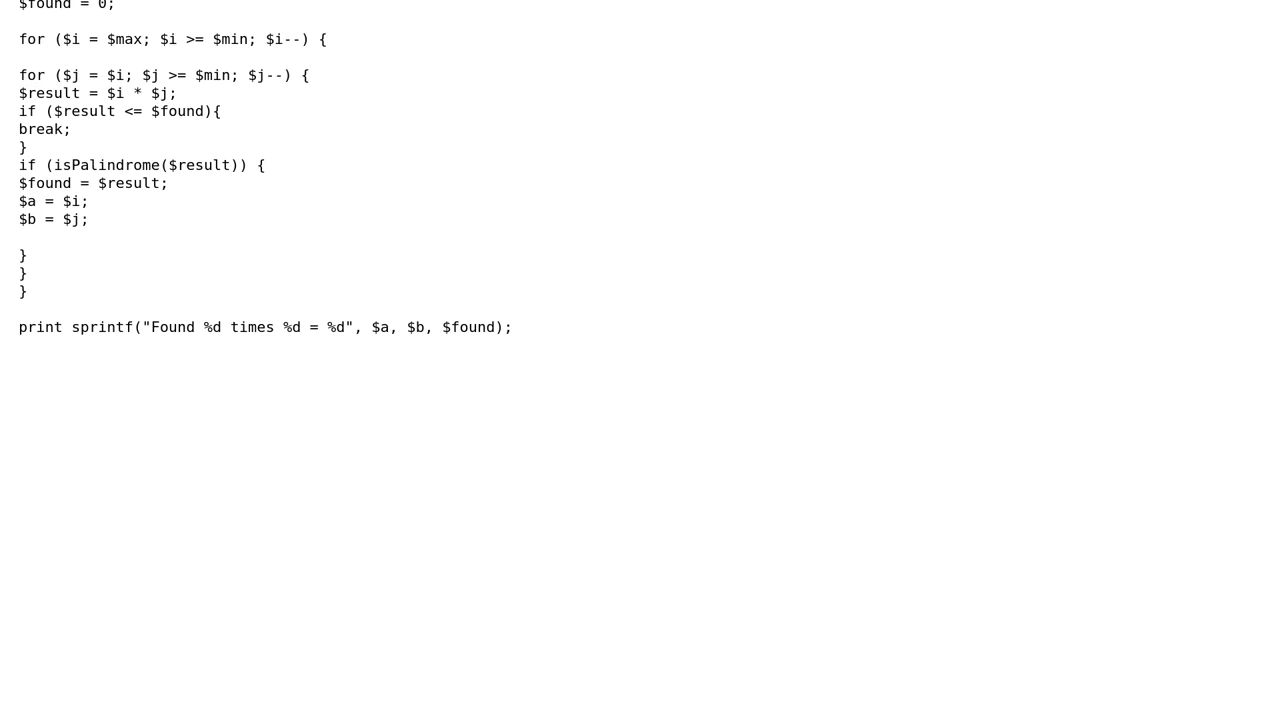 $found = 0;
for ($i = $max; $i >= $min; $i--) {
for ($j = $i; $j >= $min; $j--) {
$result = $i * $j;
if ($result <= $found){
break;
}
if (isPalindrome($result)) {
$found = $result;
$a = $i;
$b = $j;
}
}
}
print sprintf("Found %d times %d = %d", $a, $b, $found);